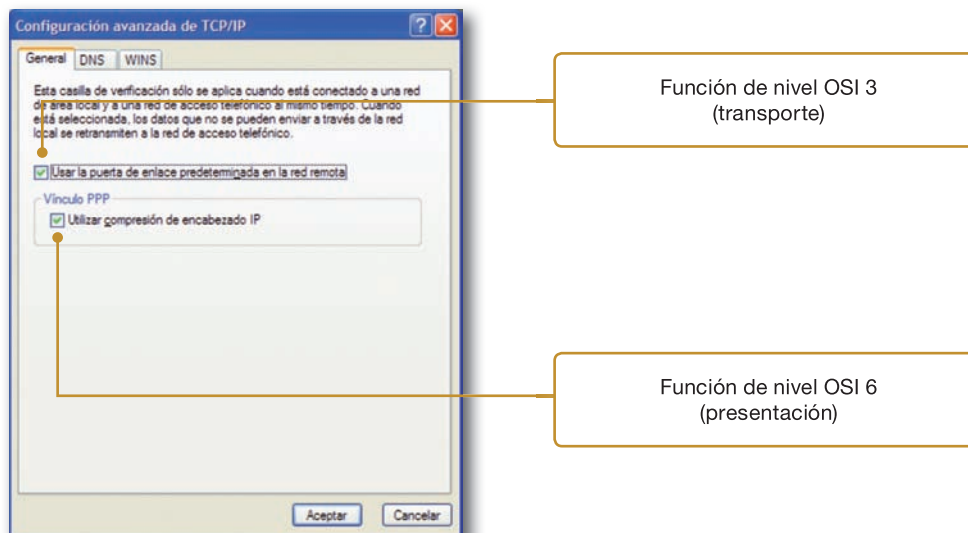 Configuración avanzada de TCP/IP
General DNS WINS
Esta casilla de verificación sólo se aplica cuando está conectado a una red
de área local y a una red de acceso telefónico al mismo tiempo. Cuando
está seleccionada, los datos que no se pueden enviar a través de la red
local se retransmiten a la red de acceso telefónico.
Usar la puerta de enlace predeterminada en la red remota
Vínculo PPP
Utilizar compresión de encabezado IP
Aceptar Cancelar
Función de nivel OSI 3
(transporte)
Función de nivel OSI 6
(presentación)